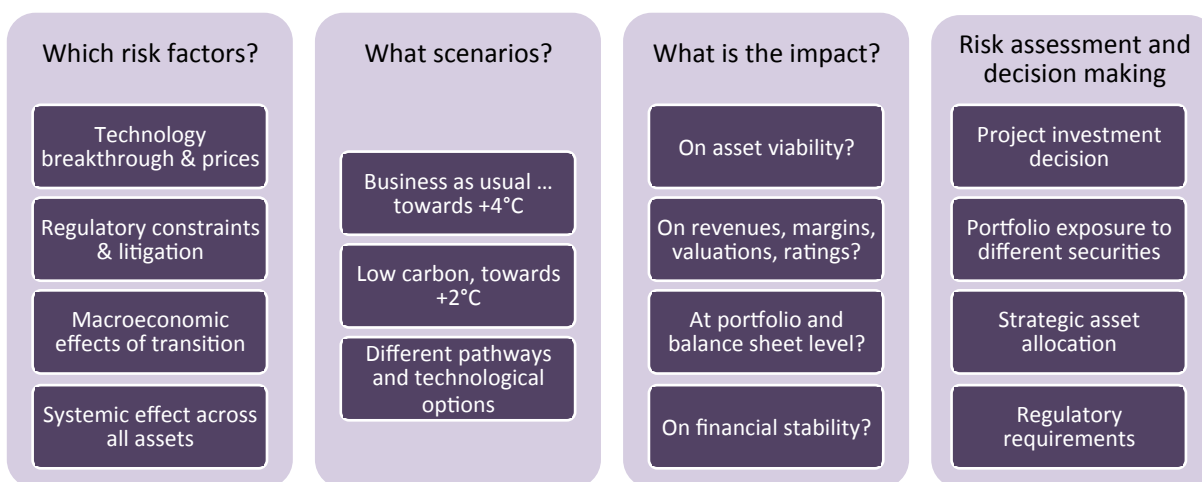 Which risk factors?
Technology
breakthrough & prices
Regulatory constraints
& litigation
Macroeconomic
effects of transition
Systemic effect across
all assets
What scenarios?
Business as usual …
towards +4°C
Low carbon, towards
+2°C
Different pathways
and technological
options
What is the impact?
On asset viability?
On revenues, margins,
valuations, ratings?
At portfolio and
balance sheet level?
On financial stability?
Risk assessment and
decision making
Project investment
decision
Portfolio exposure to
different securities
Strategic asset
allocation
Regulatory
requirements